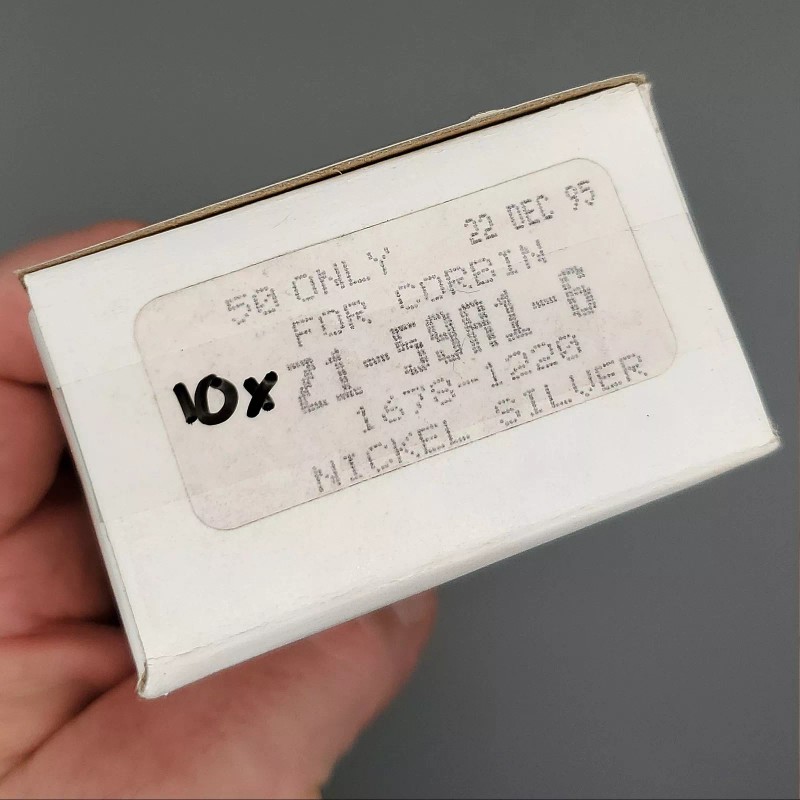 22 DEC 95
50 ONLY
FOR CORBIN
10x Z1-59A1-6
1678-1220
NICKEL SILVER